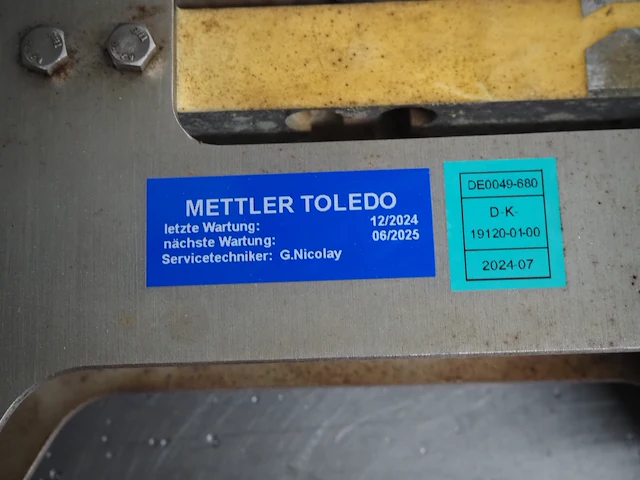 METTLER TOLEDO
letzte Wartung: 12/2024
nächste Wartung: 06/2025
Servicetechniker: G.Nicolay
DE0049-680
D-K-
19120-01-00
2024-07